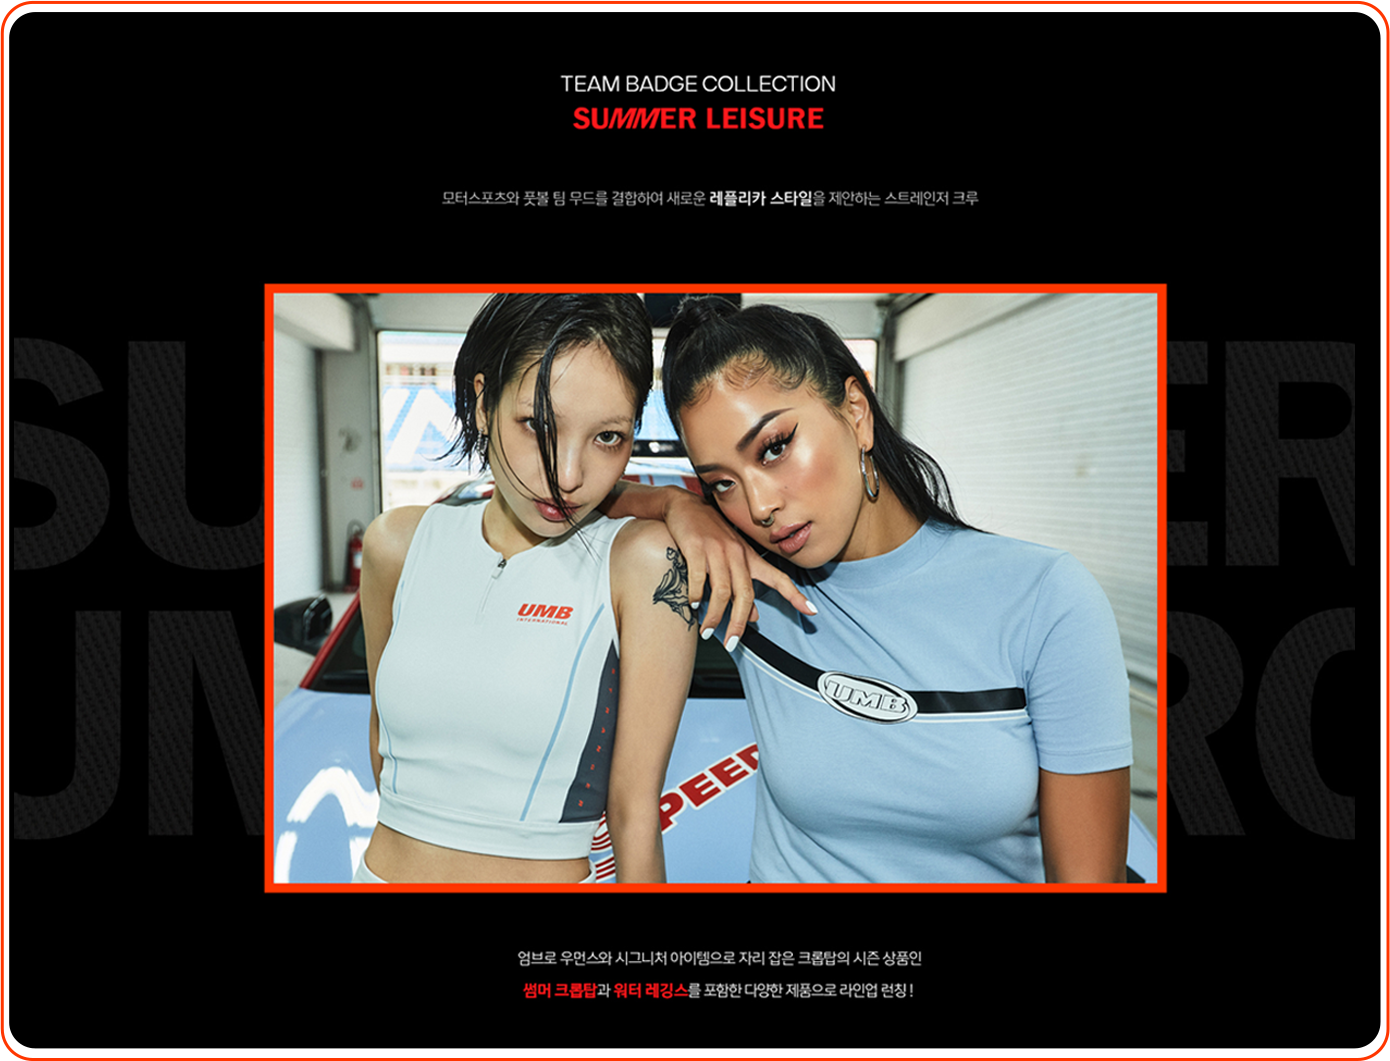 TEAM BADGE COLLECTION
SUMMER LEISURE
모터스포츠와 풋볼 팀 무드를 결합하여 새로운 레플리카 스타일을 제안하는 스트레인저 크루
SU ER
UM RO
UMB
INTERNATIONAL
UMB
SPEED
엄브로 우먼스와 시그니처 아이템으로 자리 잡은 크롭탑의 시즌 상품인
썸머 크롭탑과 워터 레깅스를 포함한 다양한 제품으로 라인업 런칭!